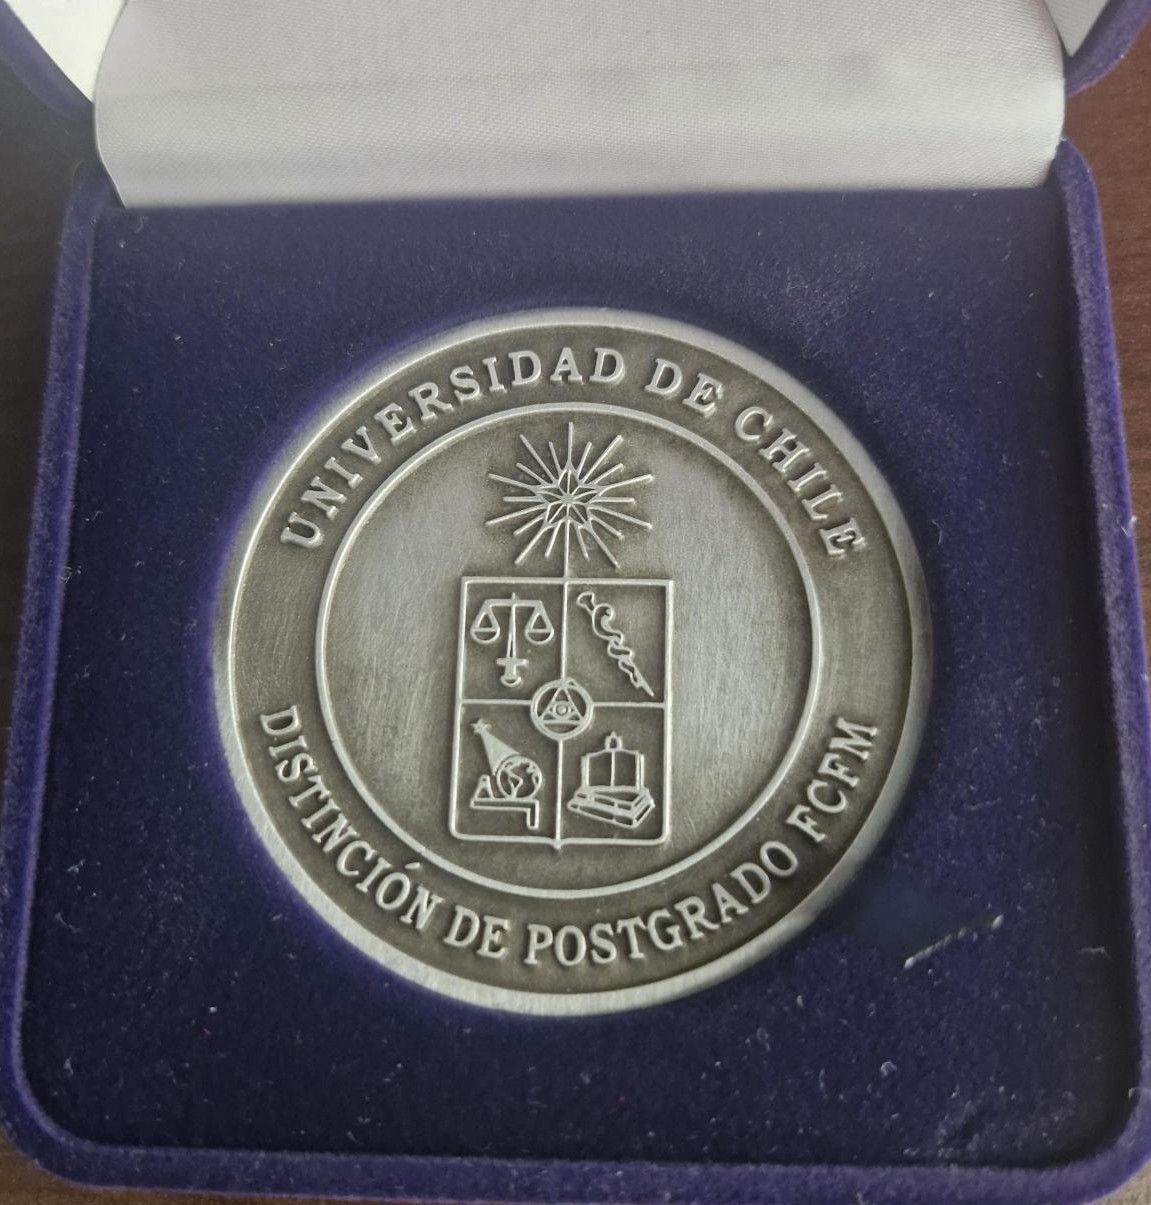 UNIVERSIDAD DE CHILE
DISTINCIÓN DE POSTGRADO FCFM